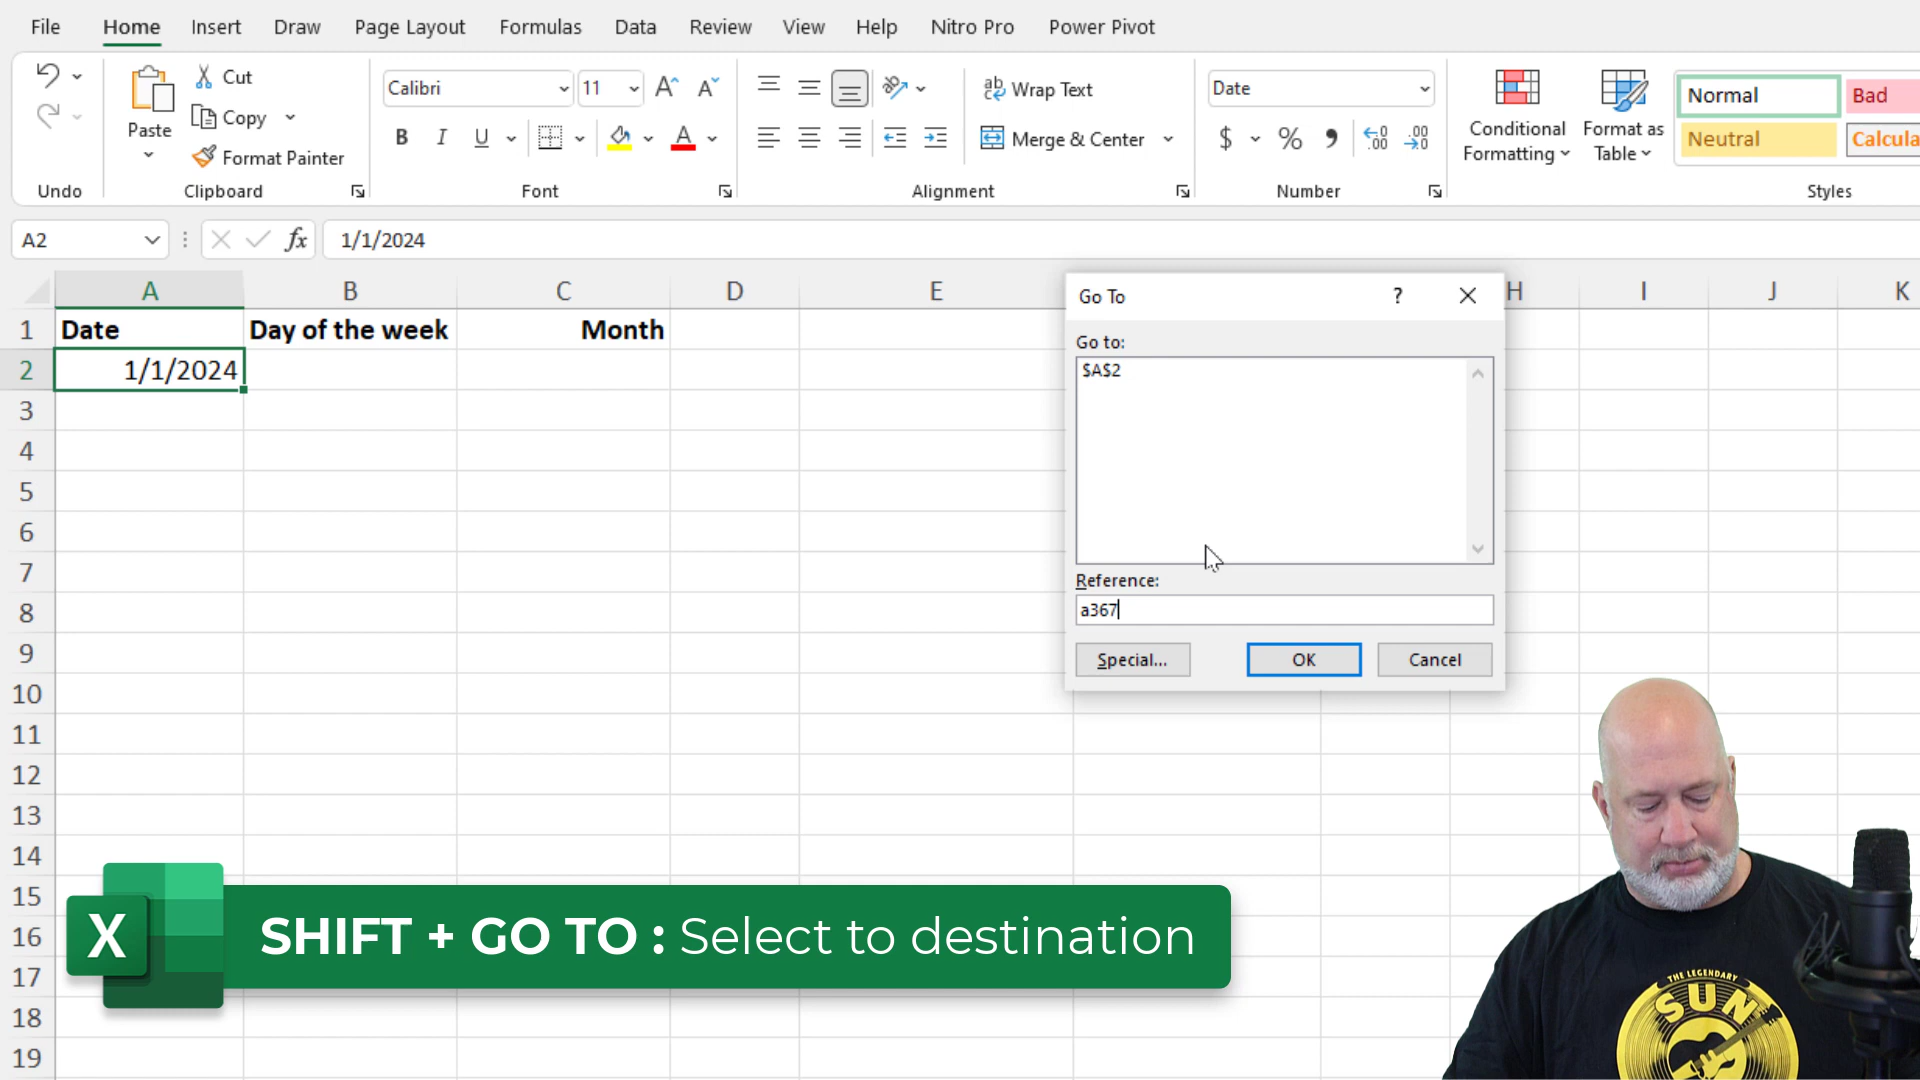 File Home Insert Draw Page Layout Formulas Data Review View Help Nitro Pro Power Pivot
Cut
Copy
Format Painter
Paste
Undo Clipboard
Calibri 11
B I U
Font
Wrap Text
Merge & Center
Alignment
Date
$ % ,
Number
Conditional Formatting
Format as Table
Normal Bad
Neutral Calcula
Styles
A2 fx 1/1/2024
A B C D E H I J K
1 Date Day of the week Month
2 1/1/2024
3
4
5
6
7
8
9
10
11
12
13
14
15
16
17
18
19
Go To ?
Go to:
$A$2
Reference:
a367
Special... OK Cancel
X
SHIFT + GO TO : Select to destination
THE LEGENDARY
SUN